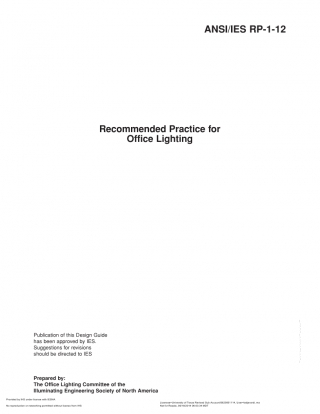 ANSI/IES RP-1-12
Recommended Practice for
Office Lighting
Publication of this Design Guide
has been approved by IES.
Suggestions for revisions
should be directed to IES
Prepared by:
The Office Lighting Committee of the
Illuminating Engineering Society of North America